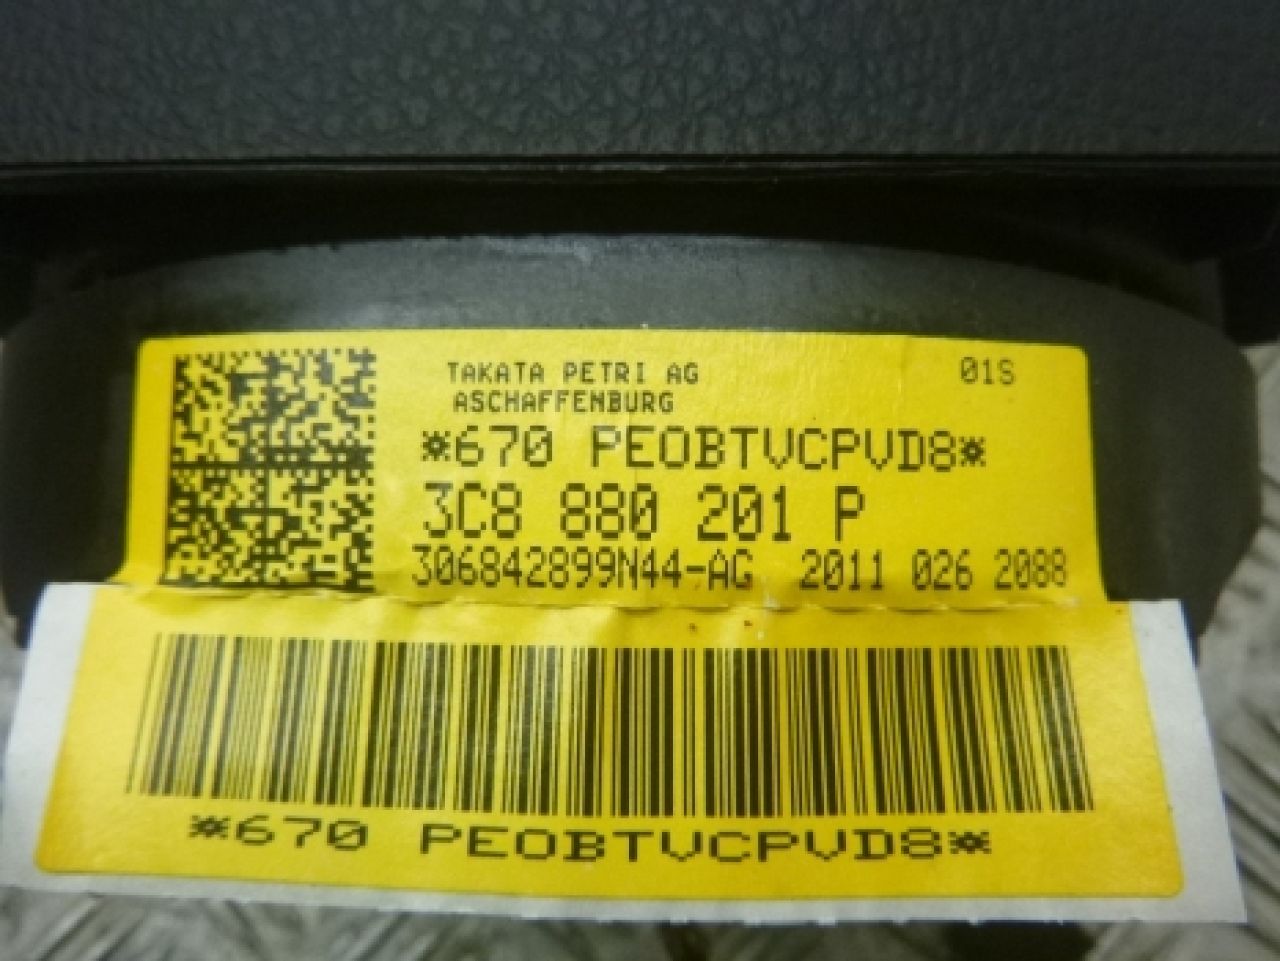 TAKATA PETRI AG 01S
ASCHAFFENBURG
*670 PEOBTVCPVD8*
3C8 880 201 P
306842899N44-AG 2011 026 2088
*670 PEOBTVCPVD8*